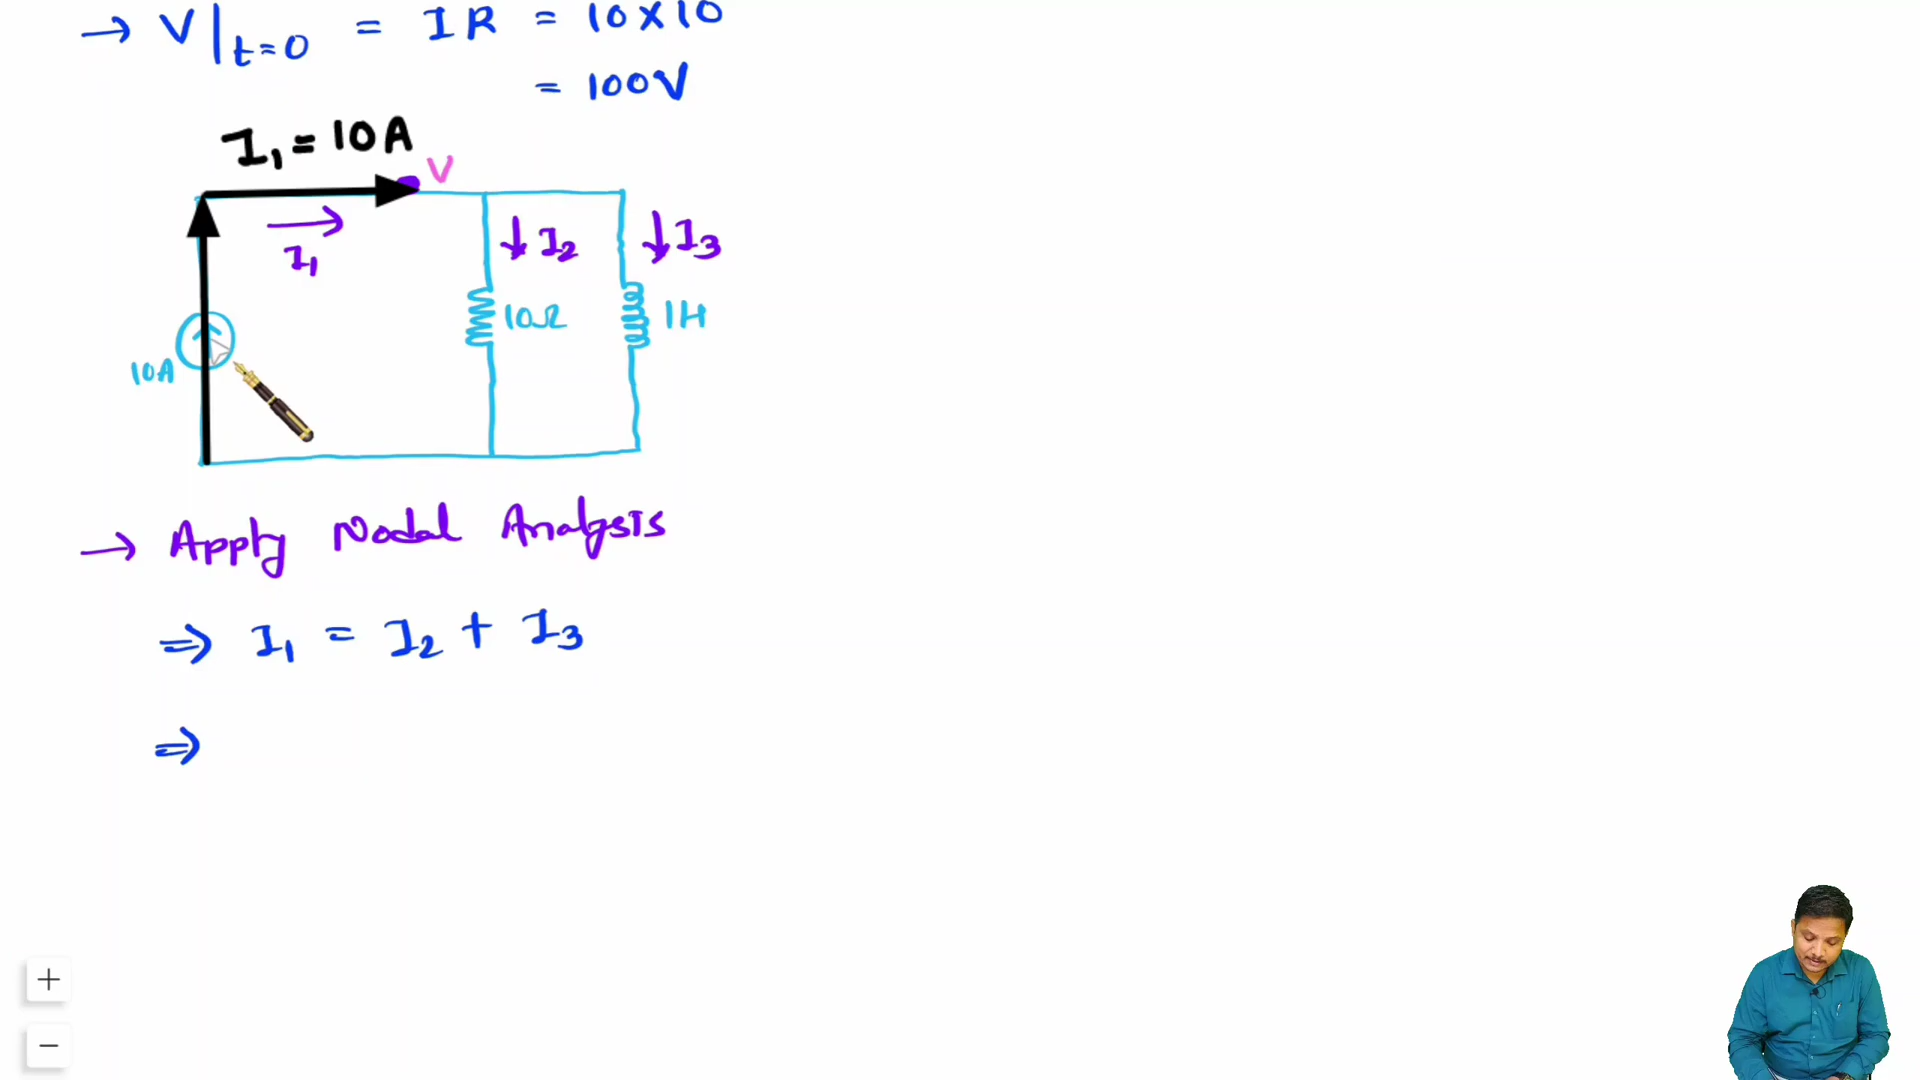 → V|t=0 = IR = 10×10
= 100V
I₁ = 10A
V
→
I₁
↓ I₂
↓ I₃
10Ω
1H
10A
→ Apply Nodal Analysis
⇒ I₁ = I₂ + I₃
⇒
+
−